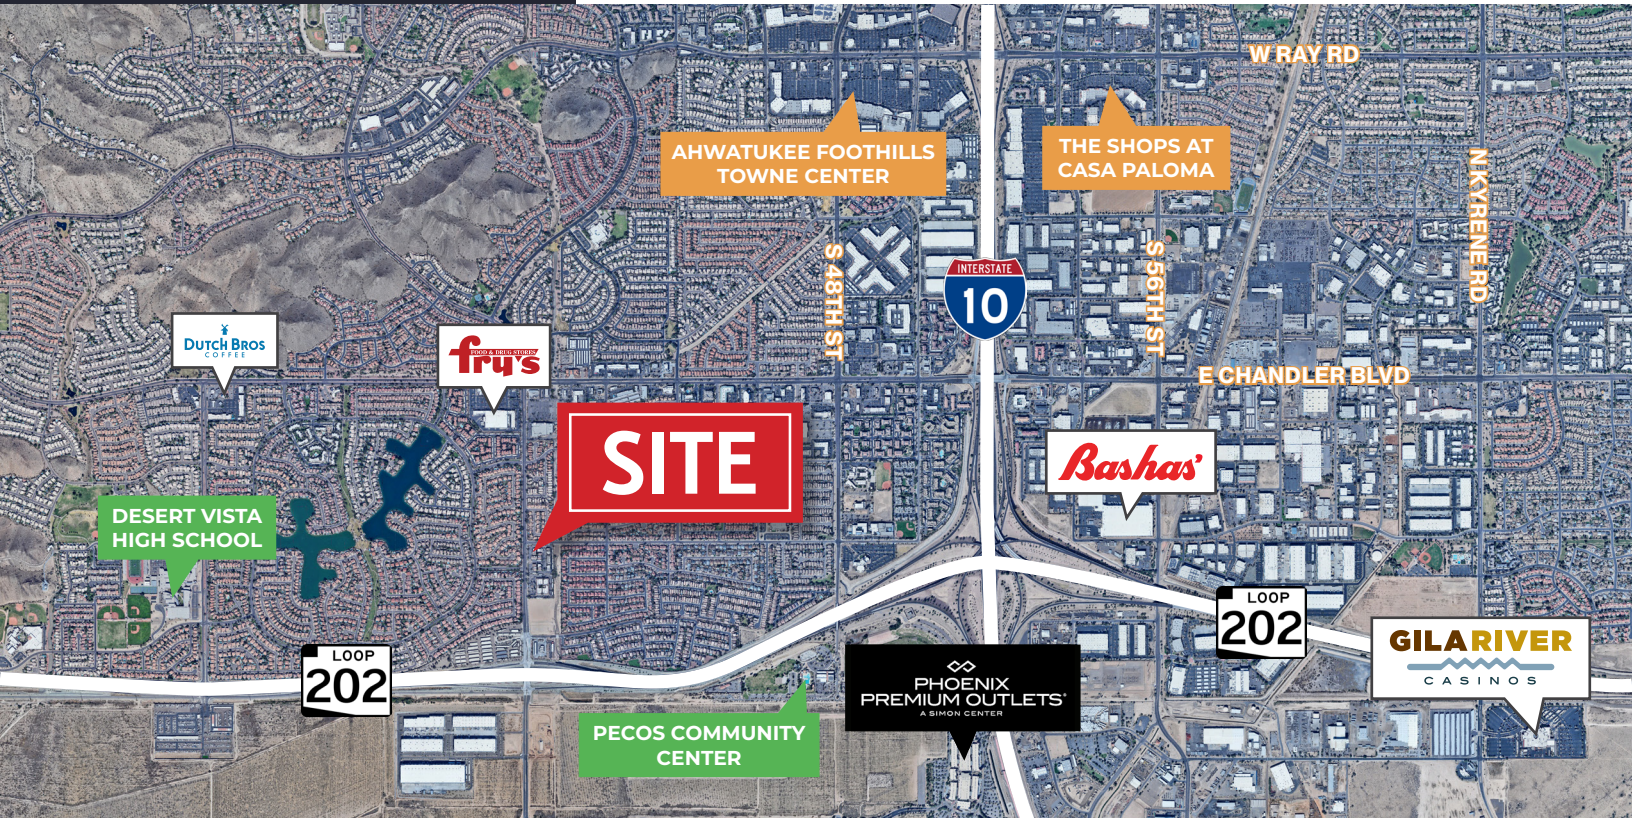 W RAY RD
AHWATUKEE FOOTHILLS
TOWNE CENTER
THE SHOPS AT
CASA PALOMA
N KYRENE RD
S 48TH ST
S 56TH ST
INTERSTATE
10
DUTCH BROS
COFFEE
fry's
FOOD & DRUG STORES
E CHANDLER BLVD
SITE
Bashas'
DESERT VISTA
HIGH SCHOOL
LOOP
202
LOOP
202
GILA RIVER
CASINOS
PHOENIX
PREMIUM OUTLETS®
A SIMON CENTER
PECOS COMMUNITY
CENTER